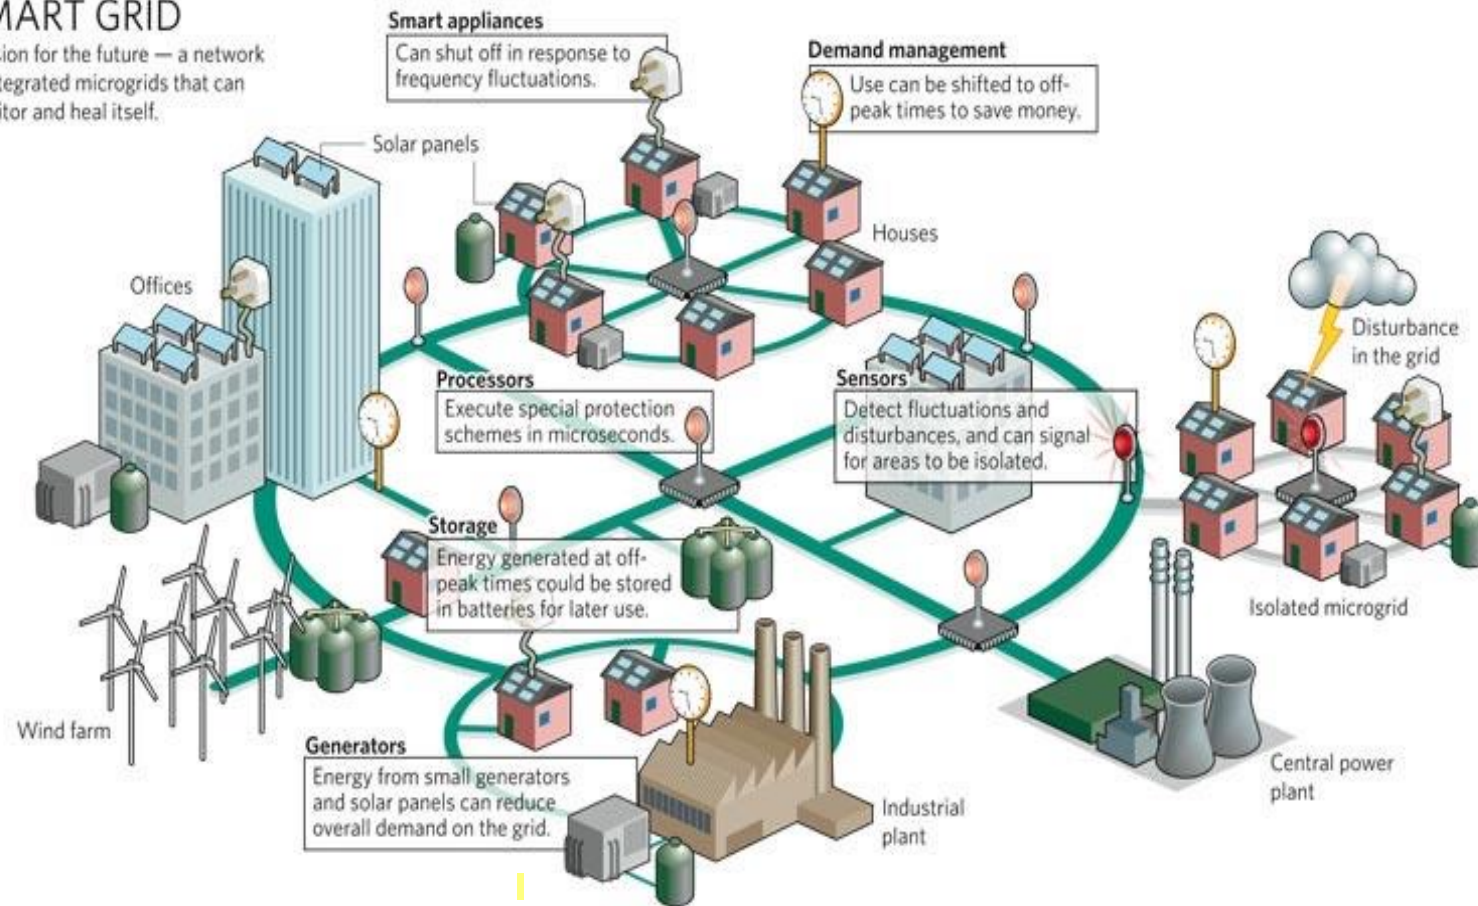 MART GRID
sion for the future — a network
tegrated microgrids that can
itor and heal itself.
Smart appliances
Can shut off in response to
frequency fluctuations.
Demand management
Use can be shifted to off-
peak times to save money.
Solar panels
Houses
Offices
Disturbance
in the grid
Processors
Execute special protection
schemes in microseconds.
Sensors
Detect fluctuations and
disturbances, and can signal
for areas to be isolated.
Storage
Energy generated at off-
peak times could be stored
in batteries for later use.
Isolated microgrid
Wind farm
Generators
Energy from small generators
and solar panels can reduce
overall demand on the grid.
Industrial
plant
Central power
plant